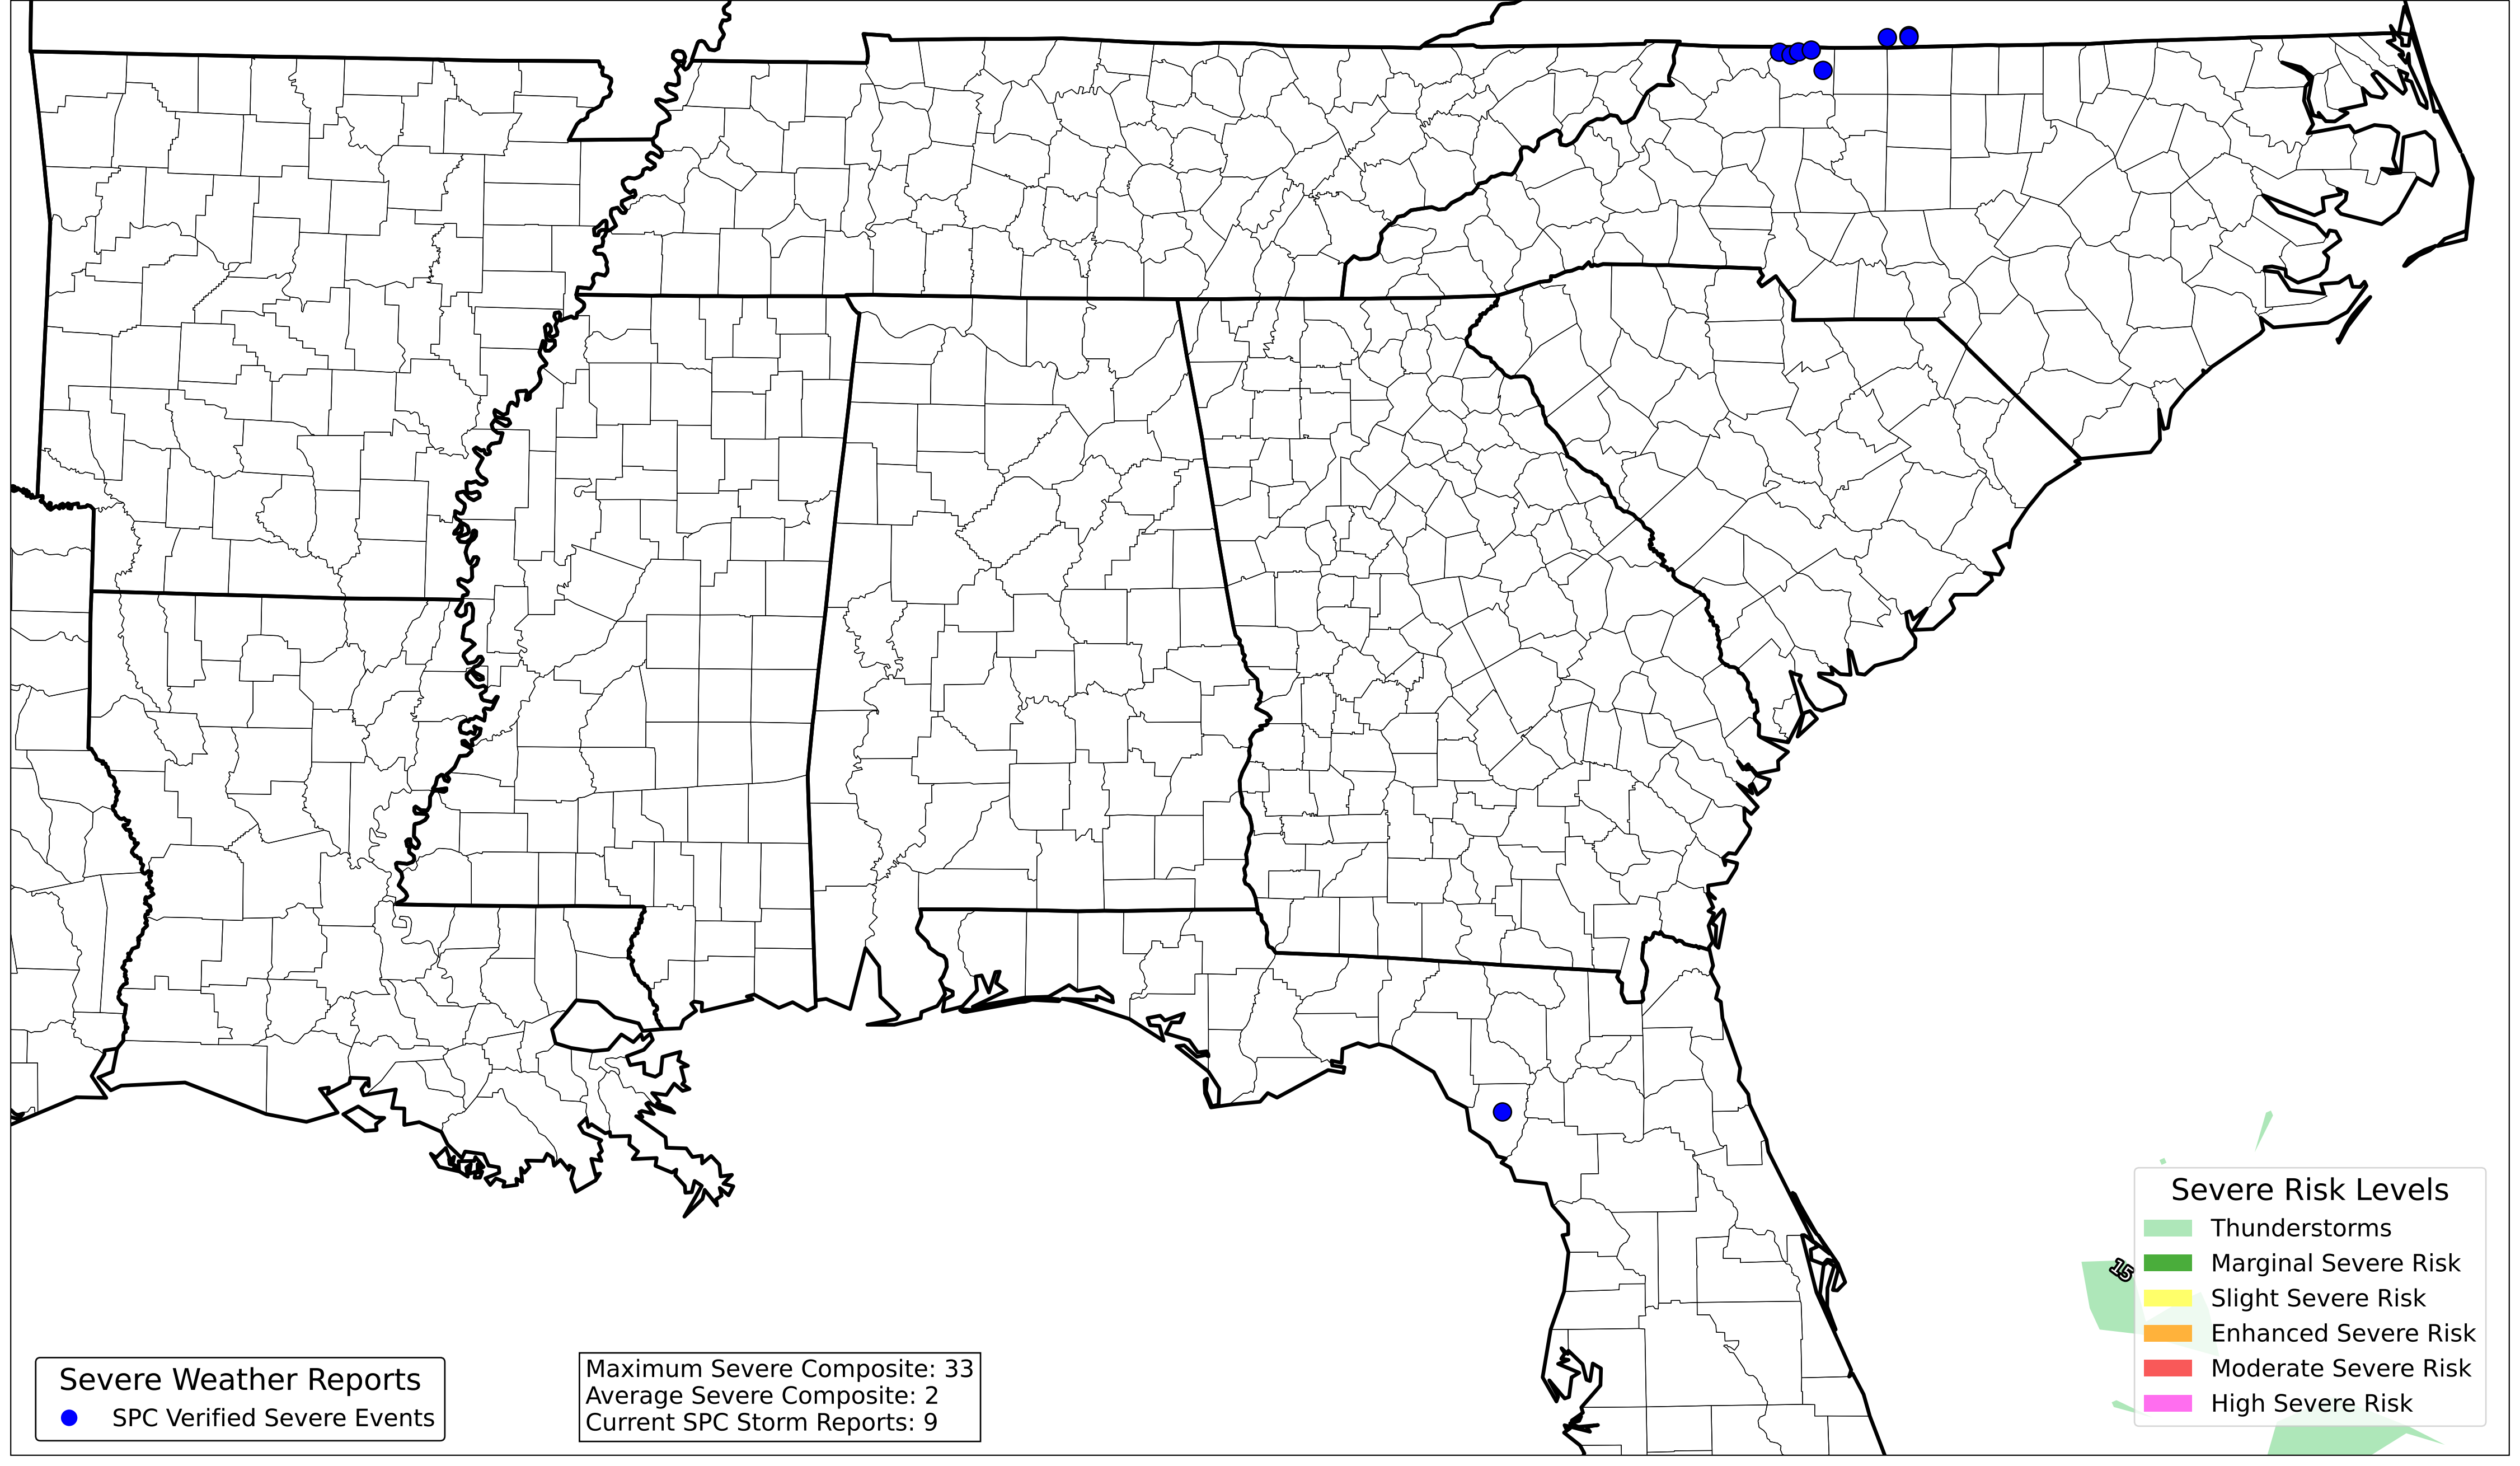 15
Severe Risk Levels
Thunderstorms
Marginal Severe Risk
Slight Severe Risk
Enhanced Severe Risk
Moderate Severe Risk
High Severe Risk
Severe Weather Reports
SPC Verified Severe Events
Maximum Severe Composite: 33
Average Severe Composite: 2
Current SPC Storm Reports: 9